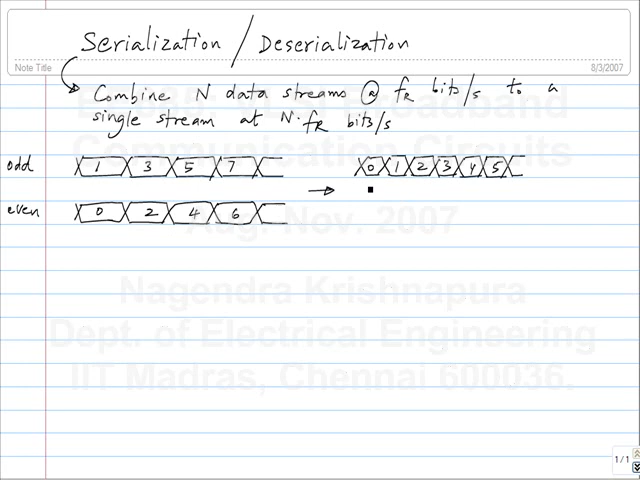 Serialization / Deserialization
Note Title
8/3/2007
Combine N data streams @ fR bits/s to a
single stream at N·fR bits/s
odd 1 3 5 7 0 1 2 3 4 5
even 0 2 4 6
Broadband
Communication Circuits
Aug-Nov. 2007
Nagendra Krishnapura
Dept. of Electrical Engineering
IIT Madras, Chennai 600036.
1/1